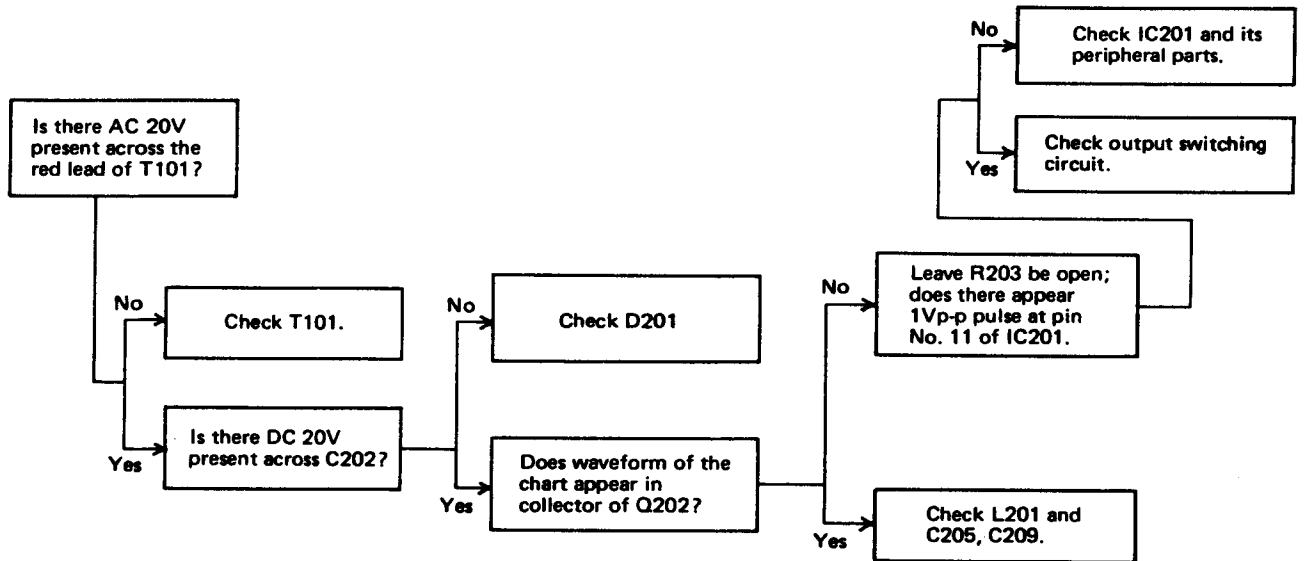 Is there AC 20V
present across the
red lead of T101?
No
Check T101.
Yes
Is there DC 20V
present across C202?
No
Check D201
Yes
Does waveform of the
chart appear in
collector of Q202?
No
Leave R203 be open;
does there appear
1Vp-p pulse at pin
No. 11 of IC201.
Yes
Check L201 and
C205, C209.
No
Check IC201 and its
peripheral parts.
Yes
Check output switching
circuit.